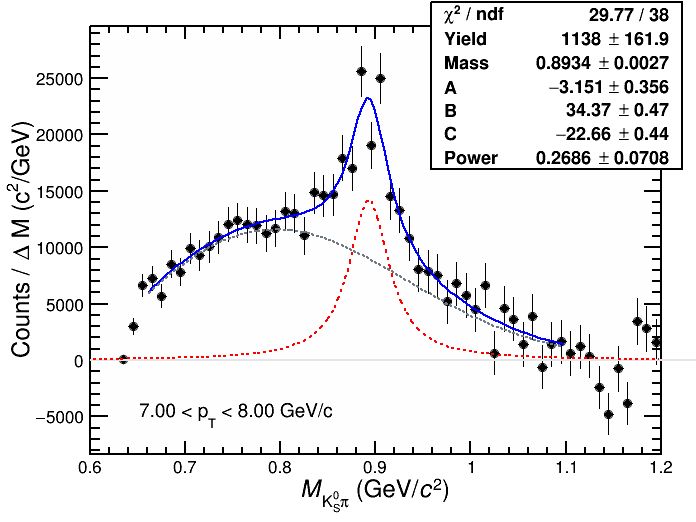 χ² / ndf 29.77 / 38
Yield 1138 ± 161.9
Mass 0.8934 ± 0.0027
A −3.151 ± 0.356
B 34.37 ± 0.47
C −22.66 ± 0.44
Power 0.2686 ± 0.0708
Counts / Δ M (c²/GeV)
25000
20000
15000
10000
5000
0
−5000
7.00 < p_T < 8.00 GeV/c
0.6 0.7 0.8 0.9 1 1.1 1.2
M_{K⁰_S π} (GeV/c²)